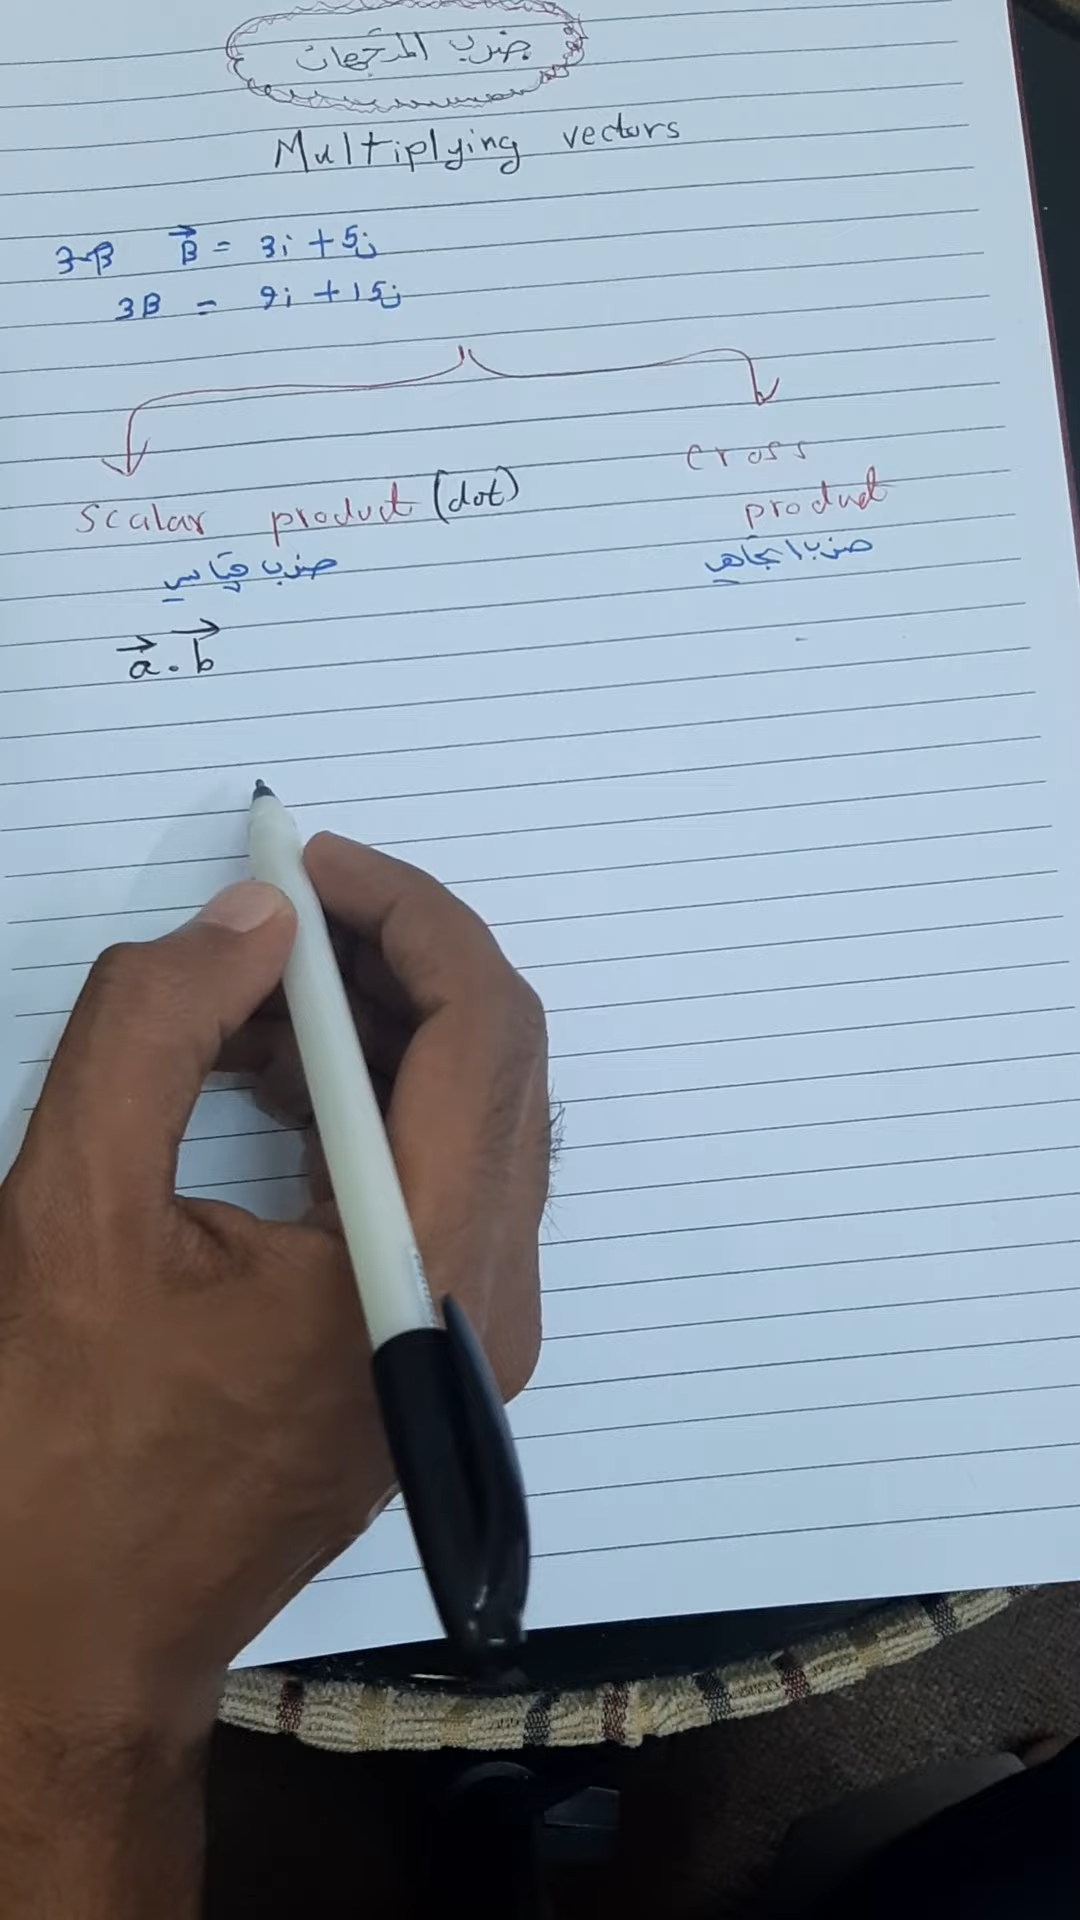 ضرب المتجهات
Multiplying vectors
3B B = 3i + 5j
3B = 9i + 15j
scalar product (dot)
ضرب قياسي
cross
product
ضرب اتجاهي
a . b